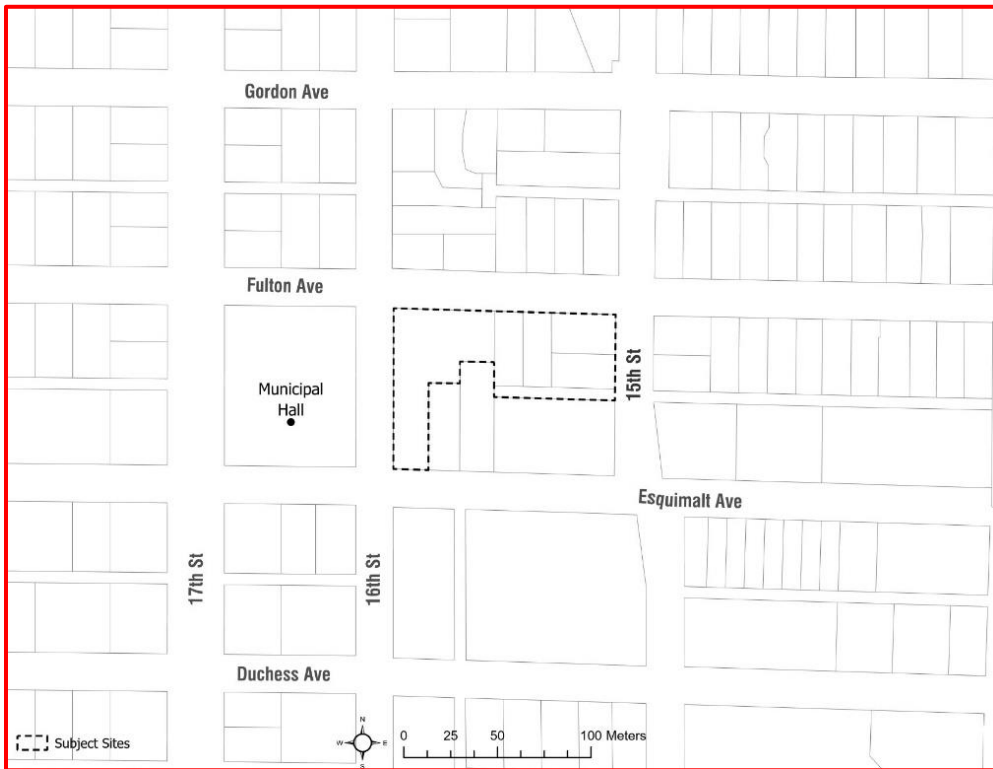 Gordon Ave
Fulton Ave
Municipal
Hall
15th St
Esquimalt Ave
17th St
16th St
Duchess Ave
Subject Sites
N
W E
S
0 25 50 100 Meters